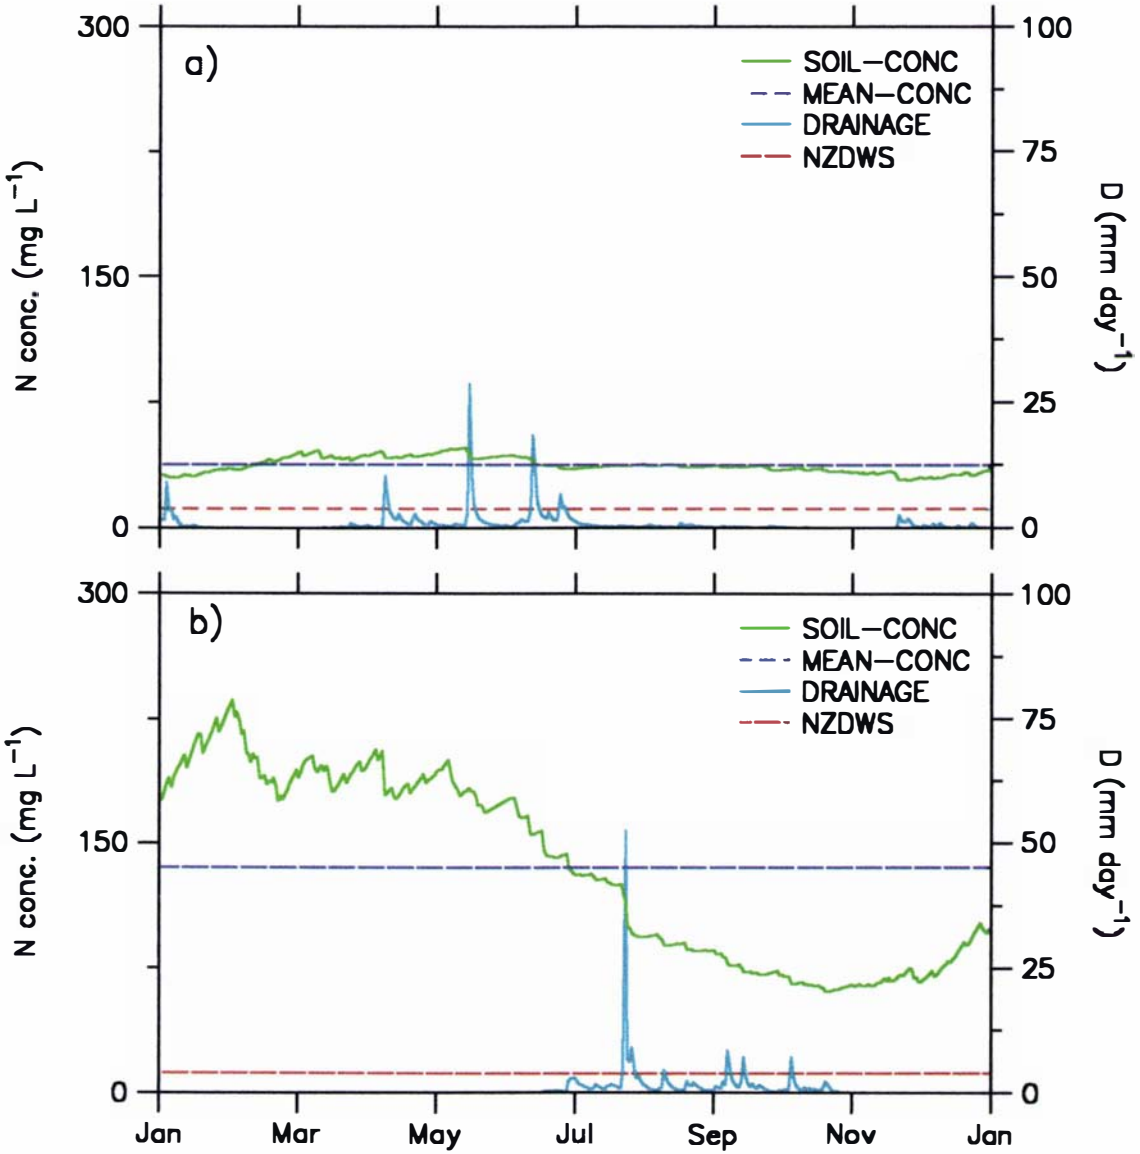 300
100
a)
SOIL–CONC
MEAN–CONC
DRAINAGE
NZDWS
75
N conc. (mg L⁻¹)
D (mm day⁻¹)
150
50
25
0
0
300
100
b)
SOIL–CONC
MEAN–CONC
DRAINAGE
NZDWS
75
N conc. (mg L⁻¹)
D (mm day⁻¹)
150
50
25
0
0
Jan Mar May Jul Sep Nov Jan